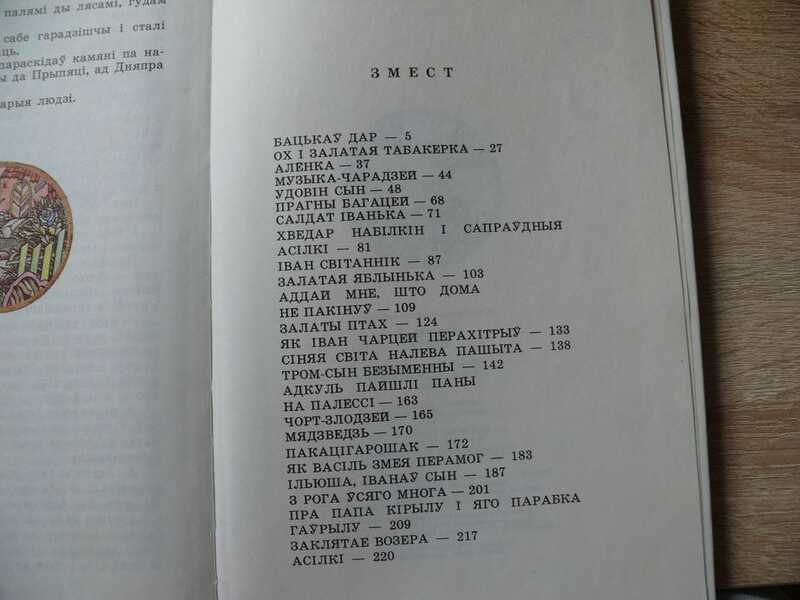 палямі ды лясамі, гудам
сабе гарадзішчы і сталі
параскідаў камяні па на-
да Прыпяці, ад Дняпра
людзі.
ЗМЕСТ
БАЦЬКАЎ ДАР — 5
ОХ І ЗАЛАТАЯ ТАБАКЕРКА — 27
АЛЁНКА — 37
МУЗЫКА-ЧАРАДЗЕЙ — 44
УДОВІН СЫН — 48
ПРАГНЫ БАГАЦЕЙ — 68
САЛДАТ ІВАНЬКА — 71
ХВЕДАР НАБІЛКІН І САПРАЎДНЫЯ
АСІЛКІ — 81
ІВАН СВІТАННІК — 87
ЗАЛАТАЯ ЯБЛЫНЬКА — 103
АДДАЙ МНЕ, ШТО ДОМА
НЕ ПАКІНУЎ — 109
ЗАЛАТЫ ПТАХ — 124
ЯК ІВАН ЧАРЦЕЙ ПЕРАХІТРЫЎ — 133
СІНЯЯ СВІТА НАЛЕВА ПАШЫТА — 138
ТРОМ-СЫН БЕЗЫМЕННЫ — 142
АДКУЛЬ ПАЙШЛІ ПАНЫ
НА ПАЛЕССІ — 163
ЧОРТ-ЗЛОДЗЕЙ — 165
МЯДЗВЕДЗЬ — 170
ПАКАЦІГАРОШАК — 172
ЯК ВАСІЛЬ ЗМЕЯ ПЕРАМОГ — 183
ІЛЬЮША, ІВАНАЎ СЫН — 187
З РОГА ЎСЯГО МНОГА — 201
ПРА ПАПА КІРЫЛУ І ЯГО ПАРАБКА
ГАЎРЫЛУ — 209
ЗАКЛЯТАЕ ВОЗЕРА — 217
АСІЛКІ — 220